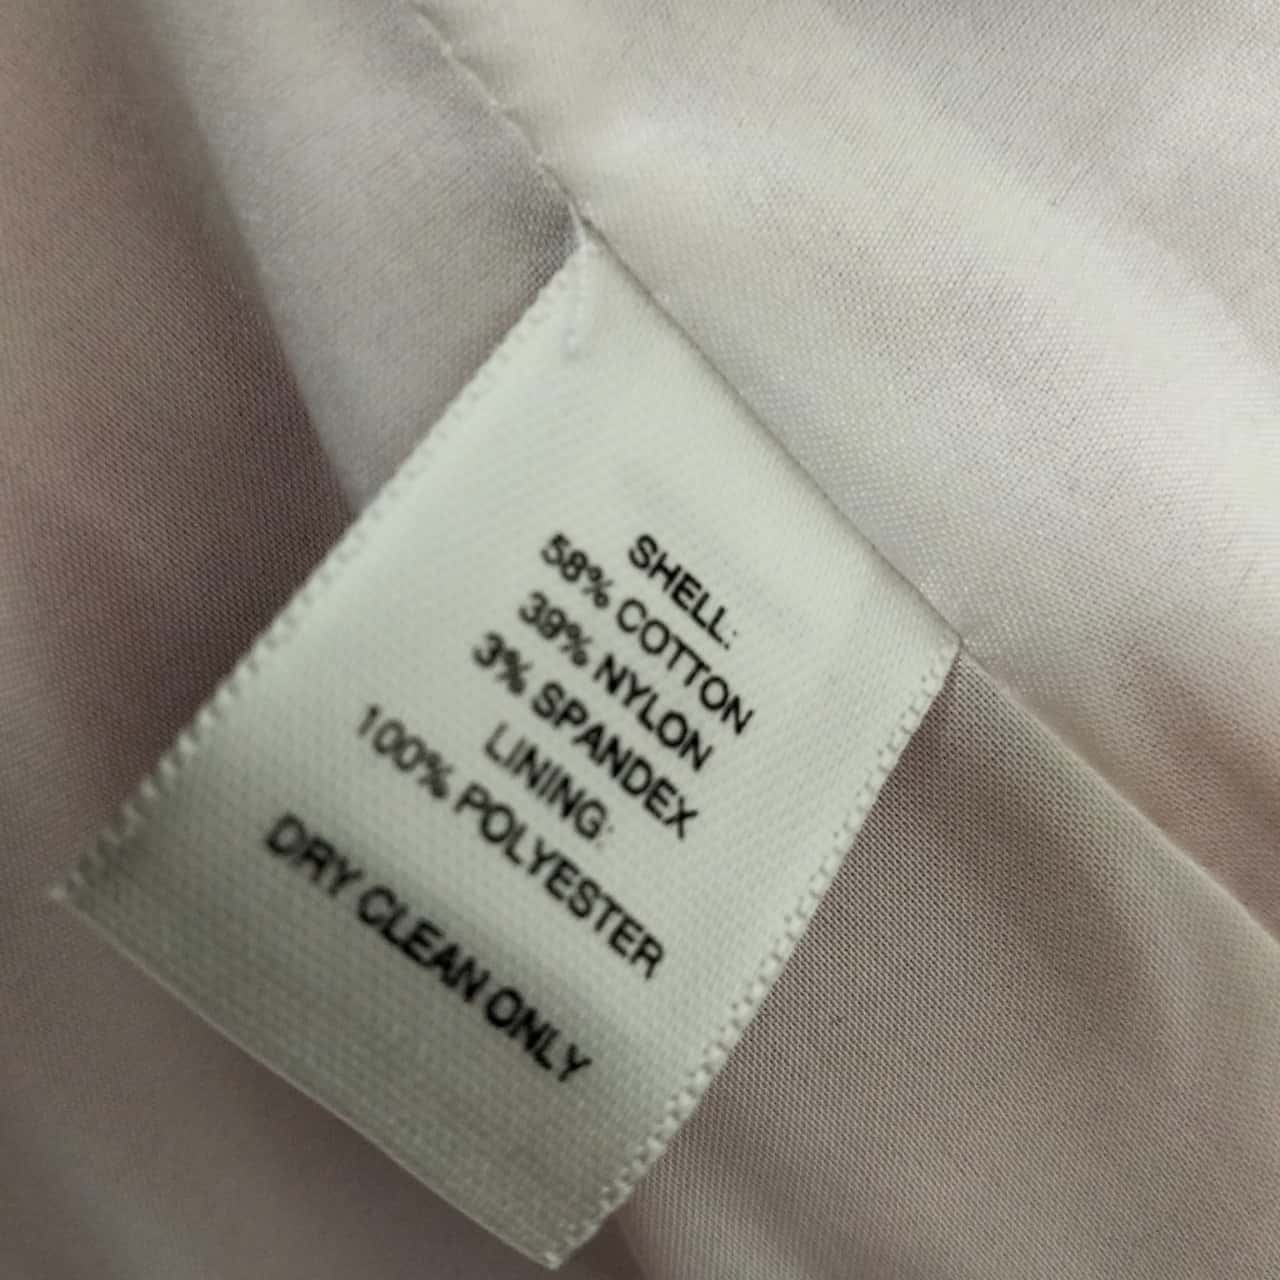 SHELL:
58% COTTON
39% NYLON
3% SPANDEX
LINING:
100% POLYESTER
DRY CLEAN ONLY